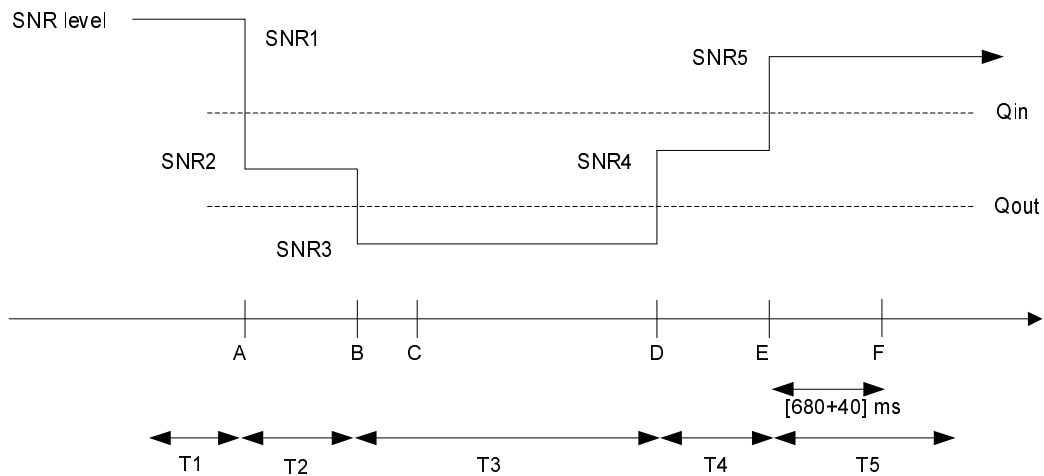 SNR level
SNR1
SNR5
Qin
SNR2
SNR4
Qout
SNR3
A
B
C
D
E
F
[680+40] ms
T1
T2
T3
T4
T5